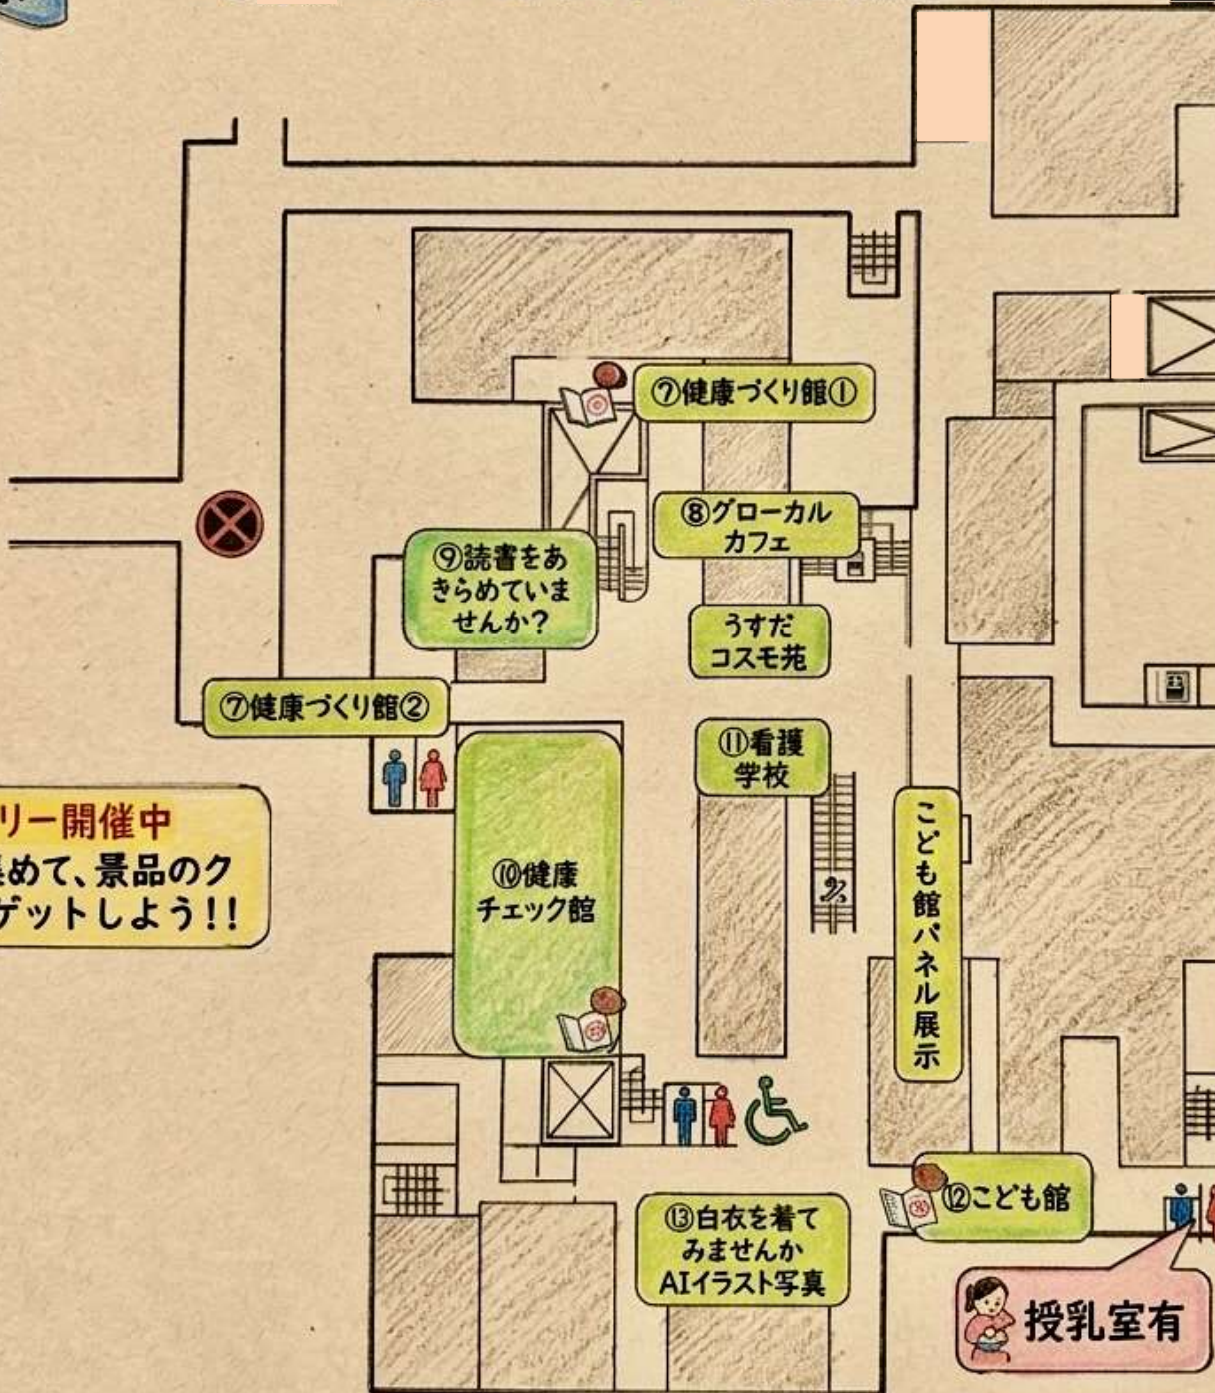 ⑦健康づくり館①
⑧グローカル
カフェ
⑨読書をあ
きらめていま
せんか?
うすだ
コスモ苑
⑦健康づくり館②
⑪看護
学校
リー開催中
集めて、景品のク
ゲットしよう!!
⑩健康
チェック館
こども館パネル展示
⑫こども館
⑬白衣を着て
みませんか
AIイラスト写真
授乳室有